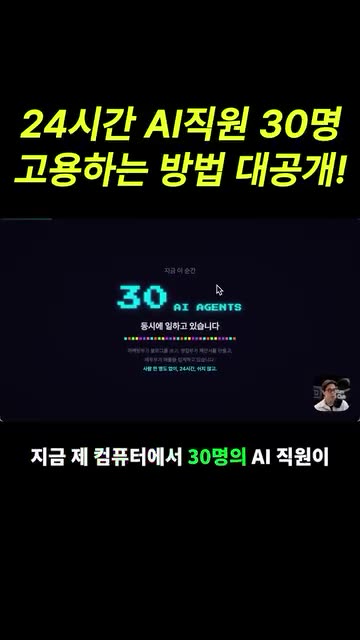 24시간 AI직원 30명
고용하는 방법 대공개!
지금 이 순간
30 AI AGENTS
동시에 일하고 있습니다
사람 한 명도 없이, 24시간, 쉬지 않고.
지금 제 컴퓨터에서 30명의 AI 직원이